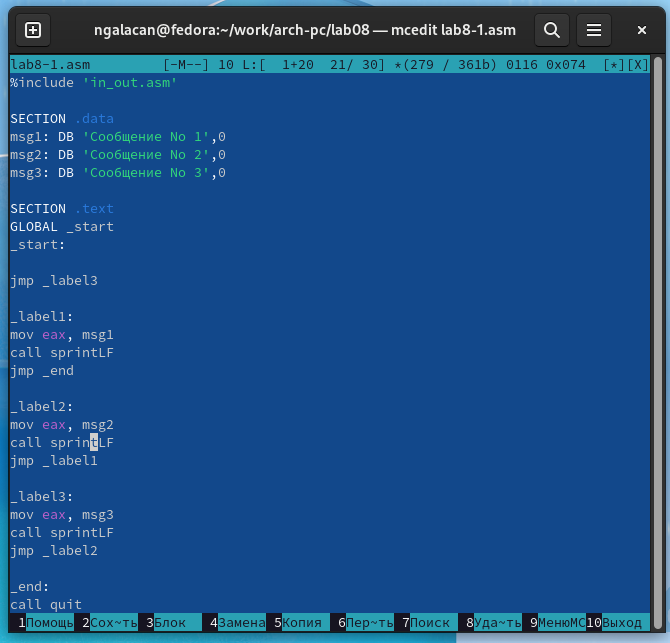 ngalacan@fedora:~/work/arch-pc/lab08 — mcedit lab8-1.asm
lab8-1.asm [-M--] 10 L:[ 1+20 21/ 30] *(279 / 361b) 0116 0x074 [*][X]
%include 'in_out.asm'
SECTION .data
msg1: DB 'Сообщение No 1',0
msg2: DB 'Сообщение No 2',0
msg3: DB 'Сообщение No 3',0
SECTION .text
GLOBAL _start
_start:
jmp _label3
_label1:
mov eax, msg1
call sprintLF
jmp _end
_label2:
mov eax, msg2
call sprintLF
jmp _label1
_label3:
mov eax, msg3
call sprintLF
jmp _label2
_end:
call quit
1Помощь 2Сох~ть 3Блок 4Замена 5Копия 6Пер~ть 7Поиск 8Уда~ть 9МенюMC 10Выход